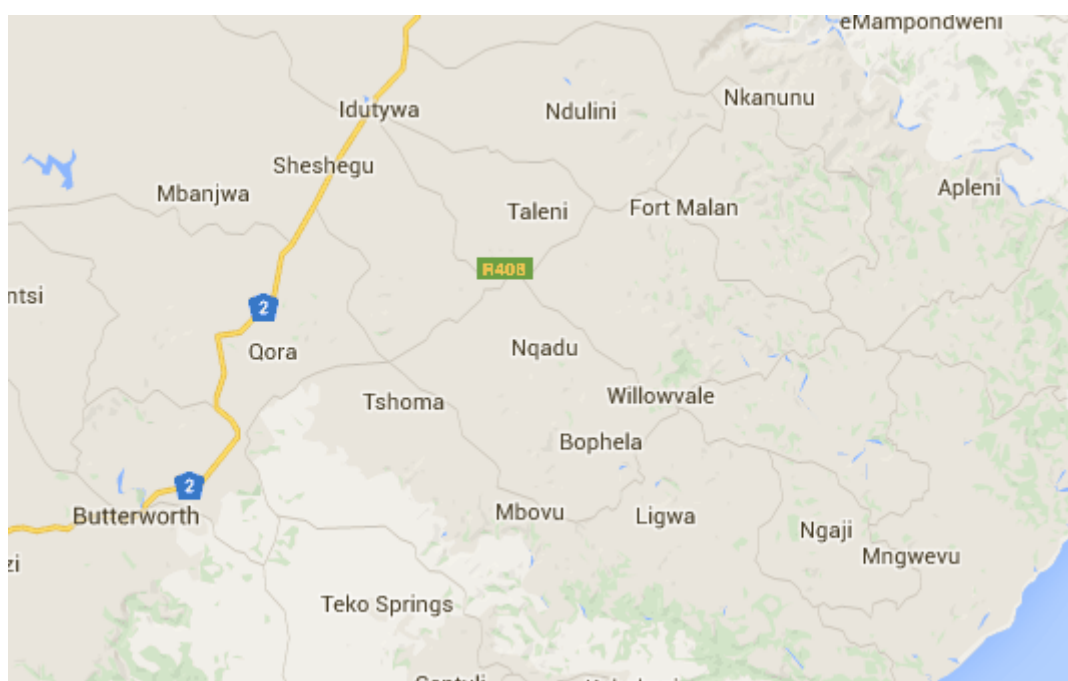 eMampondweni
Nkanunu
Idutywa
Ndulini
Sheshegu
Mbanjwa
Apleni
Taleni
Fort Malan
R408
ntsi
2
Qora
Nqadu
Tshoma
Willowvale
Bophela
2
Butterworth
Mbovu
Ligwa
Ngaji
Mngwevu
zi
Teko Springs